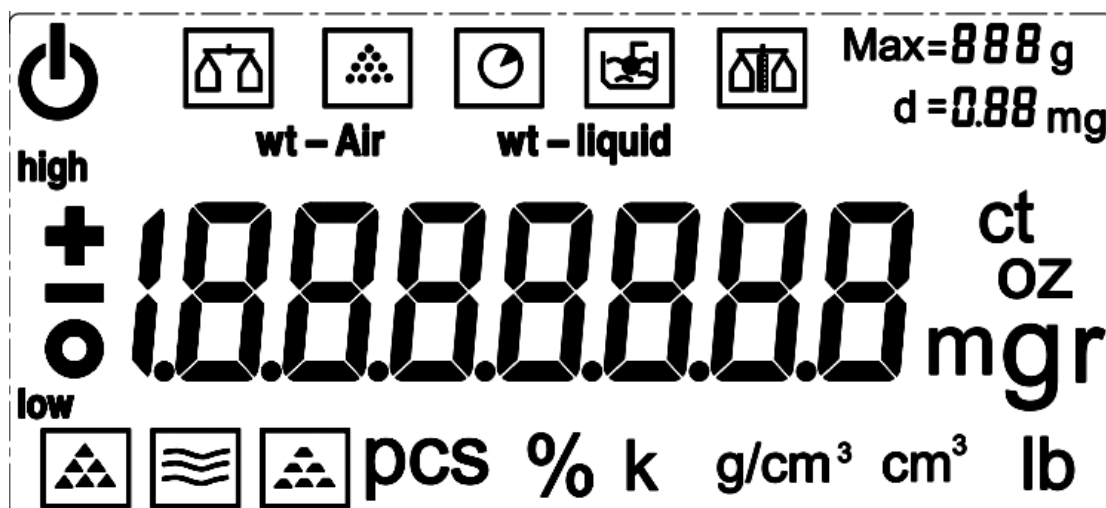 Max=888 g
d =0.88 mg
wt – Air wt – liquid
high
+
–
o
1.8.8.8.8.8.8.8
ct
oz
mgr
low
pcs % k g/cm³ cm³ lb